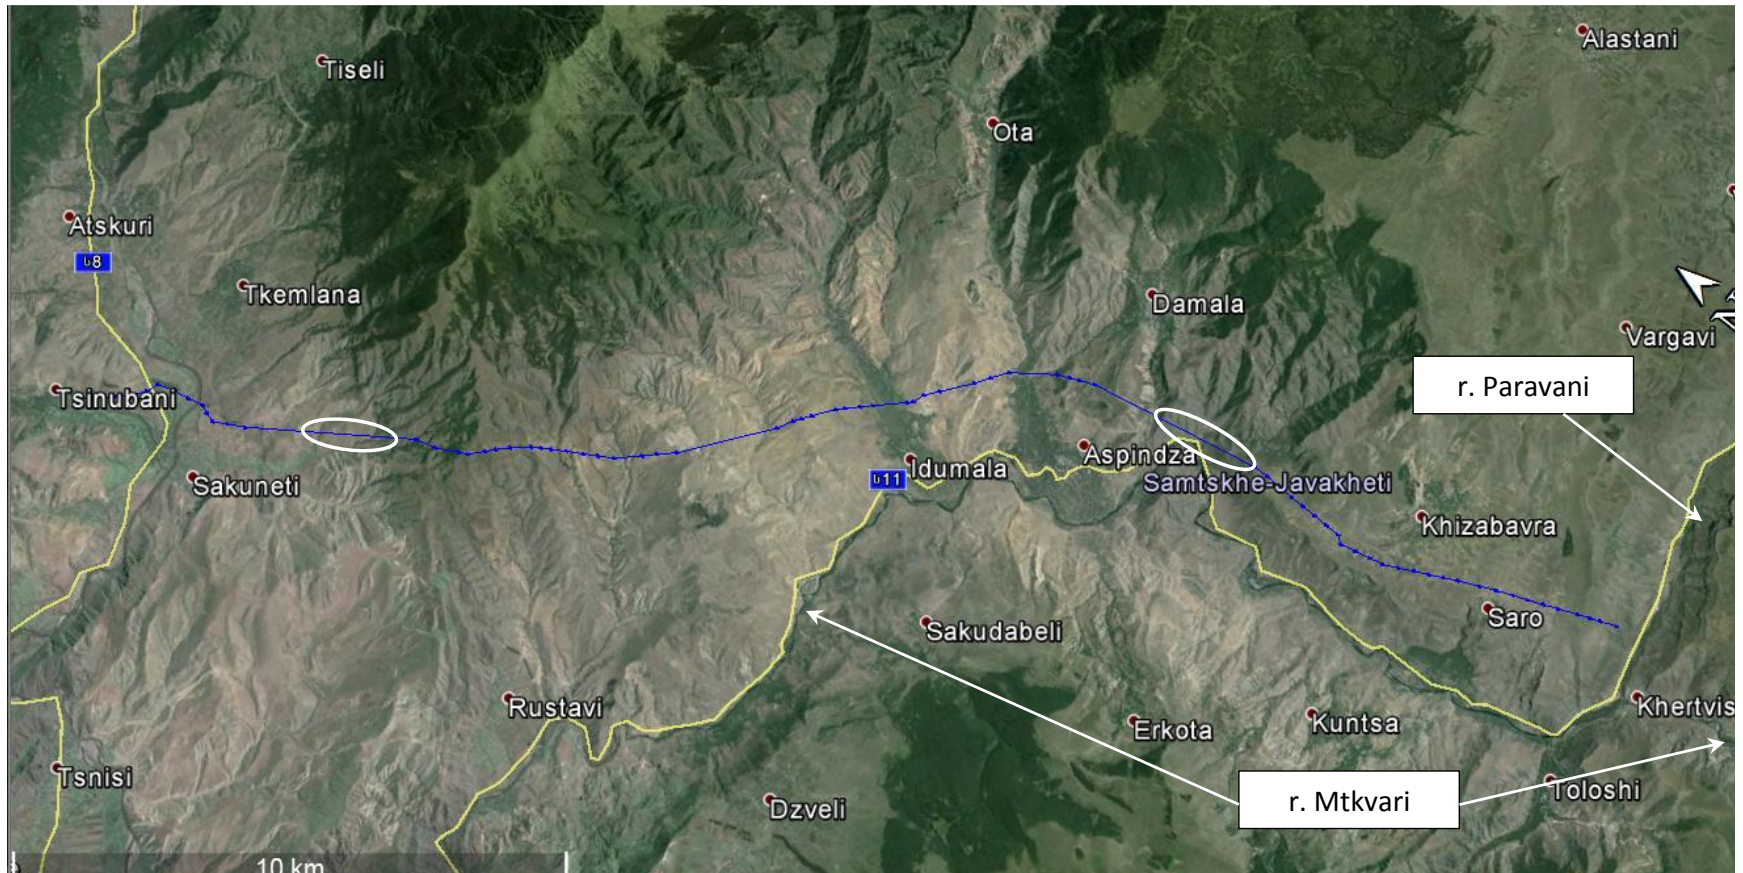 Alastani
Tiseli
Ota
Atskuri
ს8
Tkemlana
Damala
Vargavi
r. Paravani
Tsinubani
Aspindza
Idumala
ს11
Sakuneti
Samtskhe-Javakheti
Khizabavra
Saro
Sakudabeli
Rustavi
Khertvis
Erkota
Kuntsa
Tsnisi
r. Mtkvari
Toloshi
Dzveli
10 km